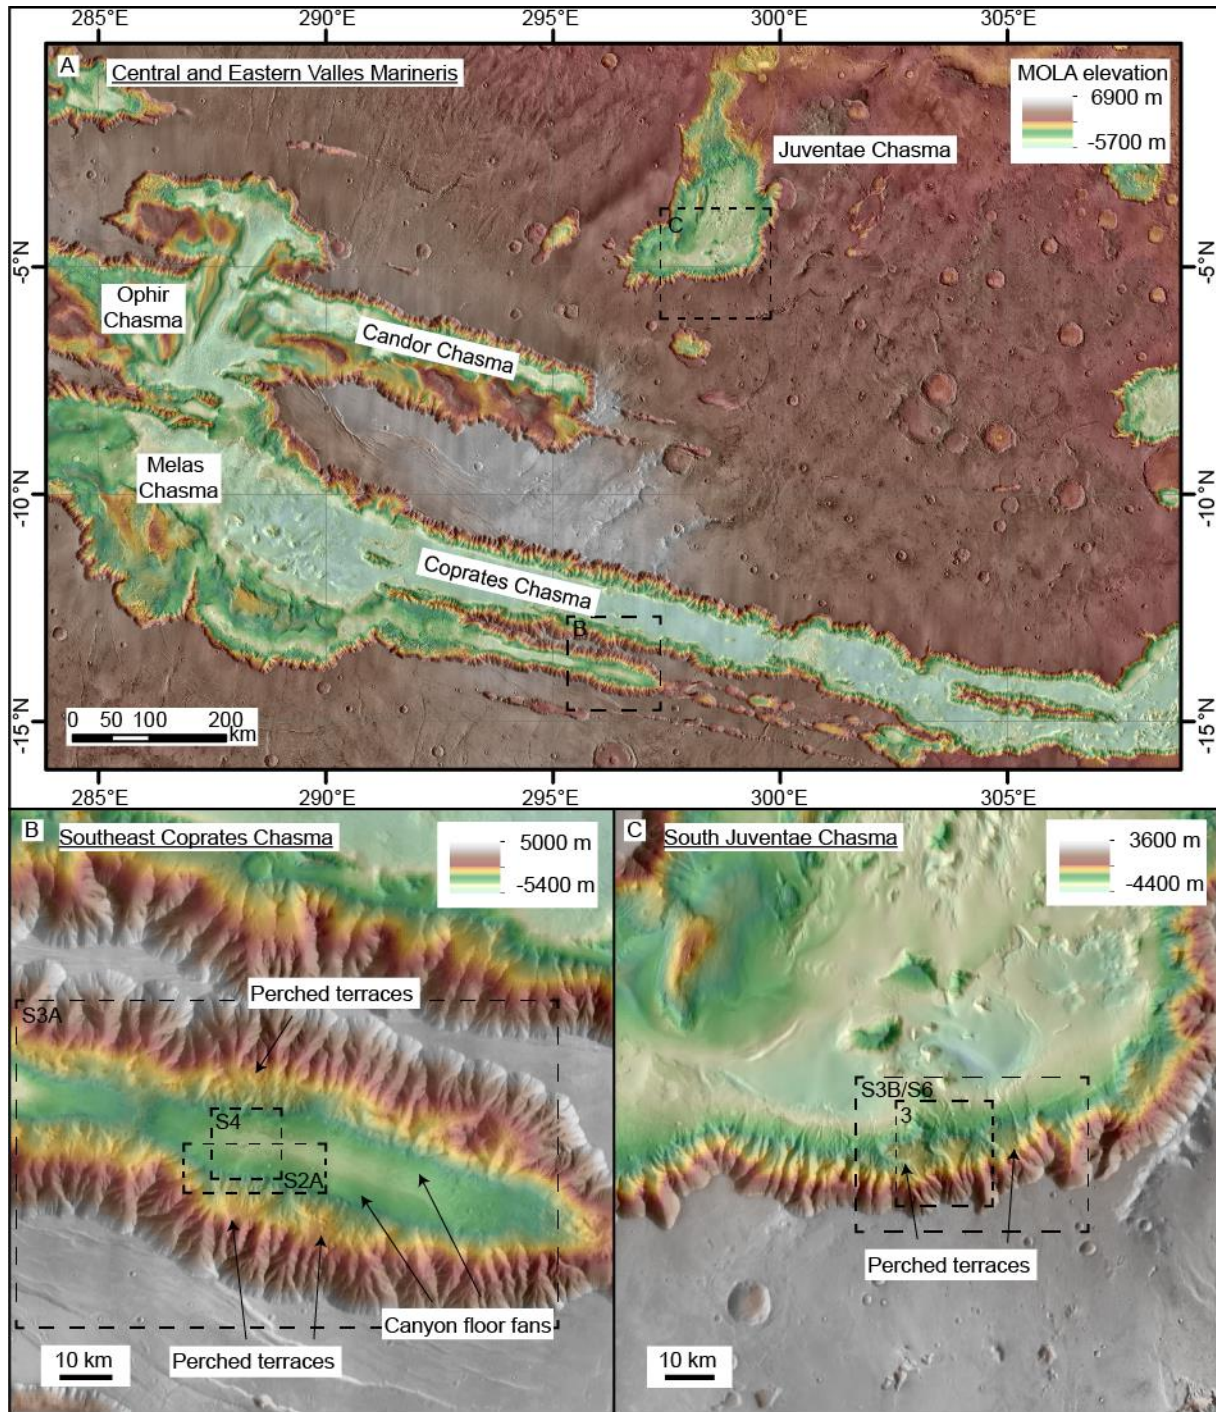 285°E 290°E 295°E 300°E 305°E
A Central and Eastern Valles Marineris
MOLA elevation
6900 m
-5700 m
Juventae Chasma
C
-5°N -5°N
Ophir
Chasma
Candor Chasma
Melas
Chasma
-10°N -10°N
Coprates Chasma
B
-15°N -15°N
0 50 100 200
km
285°E 290°E 295°E 300°E 305°E
B Southeast Coprates Chasma
5000 m
-5400 m
Perched terraces
S3A
S4
S2A
Canyon floor fans
Perched terraces
10 km
C South Juventae Chasma
3600 m
-4400 m
S3B/S6
3
Perched terraces
10 km